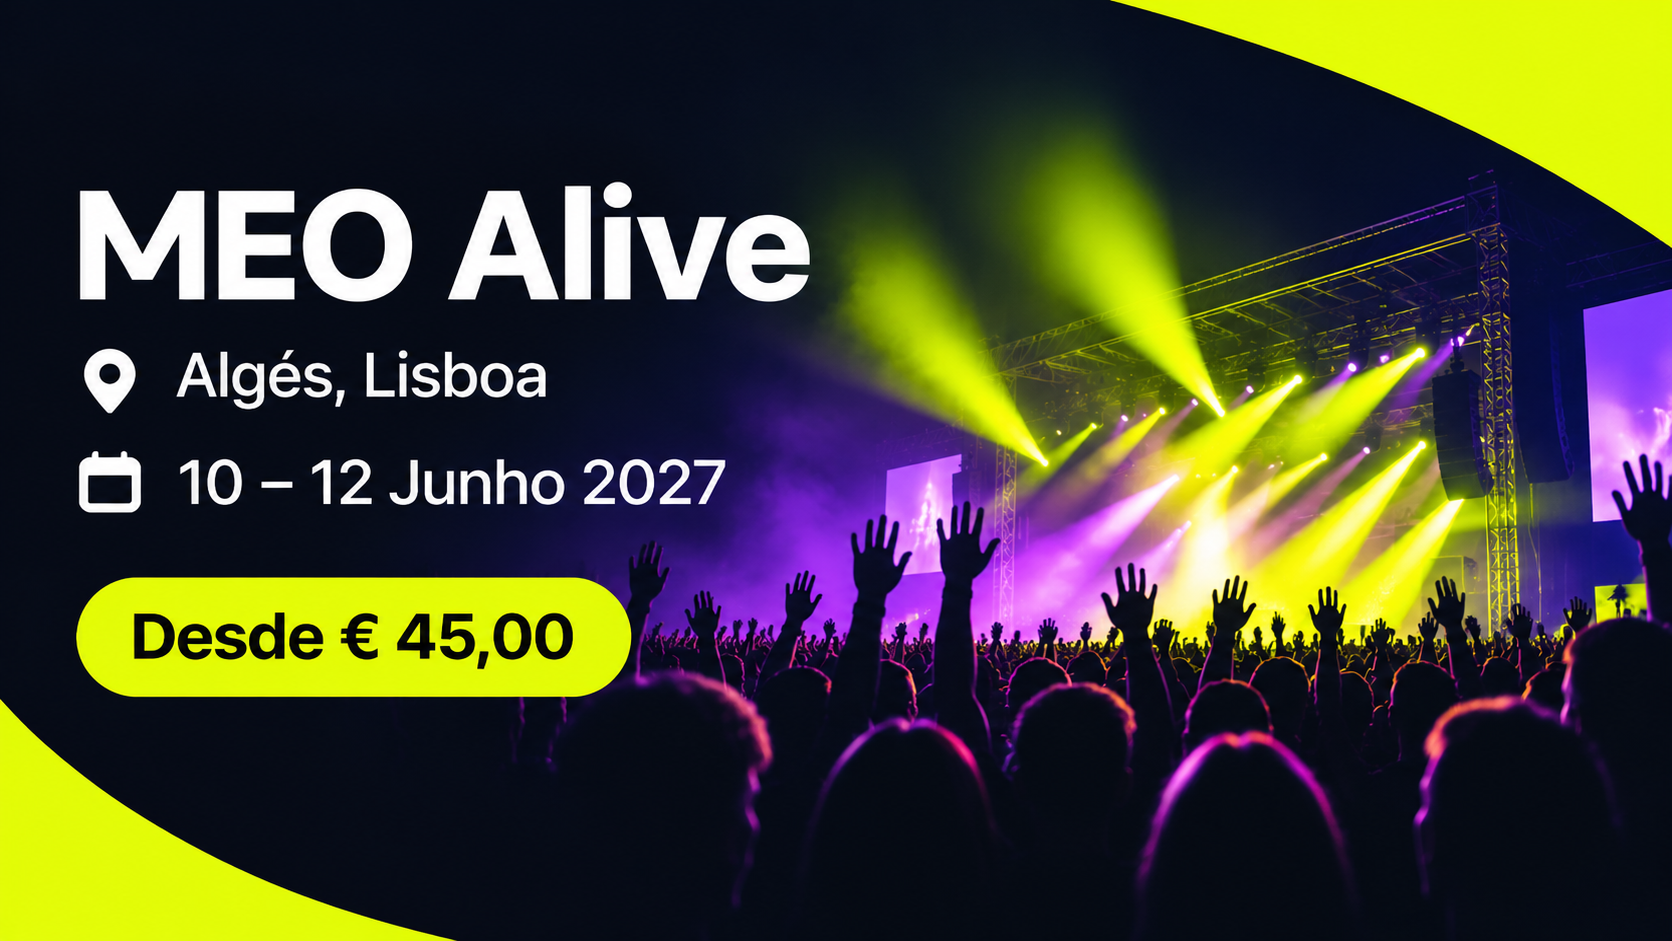 MEO Alive
Algés, Lisboa
10 – 12 Junho 2027
Desde € 45,00